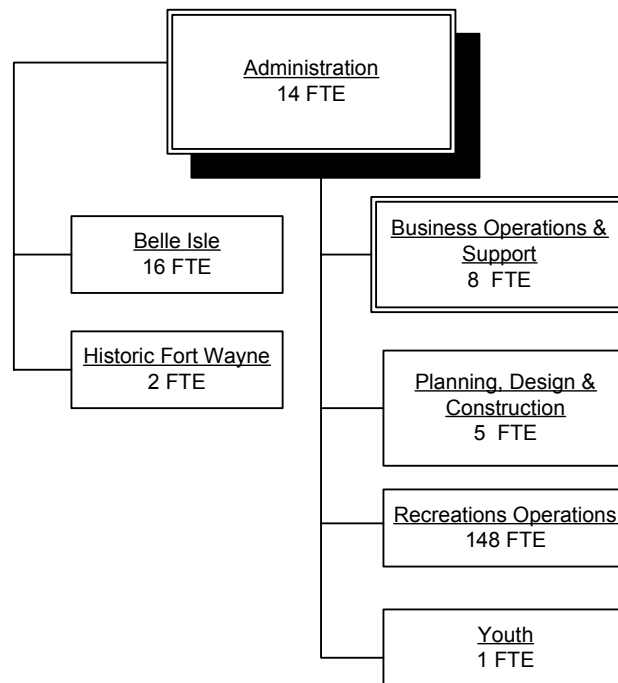 Administration
14 FTE
Belle Isle
16 FTE
Historic Fort Wayne
2 FTE
Business Operations &
Support
8 FTE
Planning, Design &
Construction
5 FTE
Recreations Operations
148 FTE
Youth
1 FTE